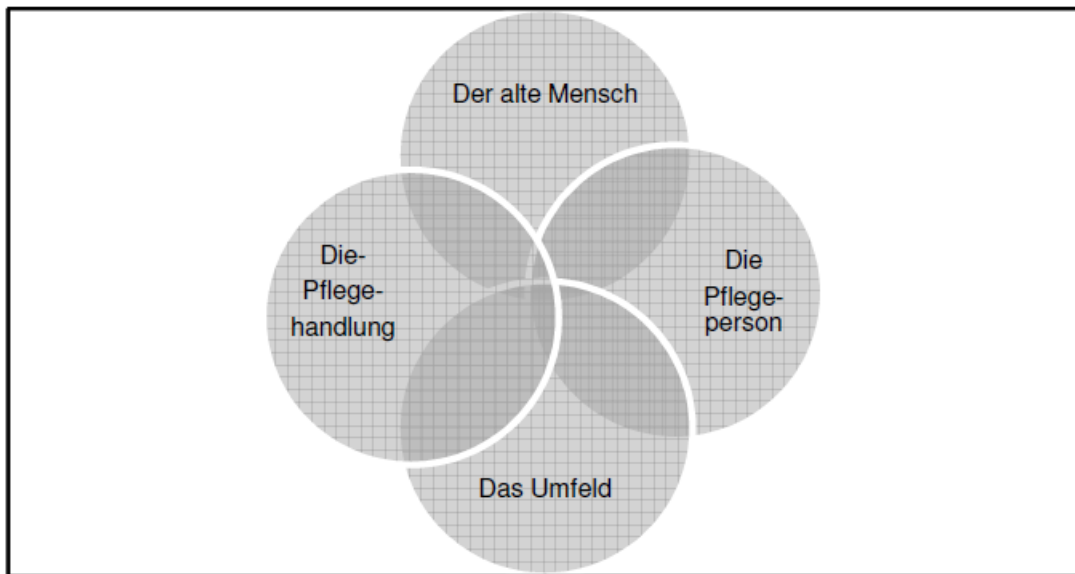 Der alte Mensch
Die-
Pflege-
handlung
Die
Pflege-
person
Das Umfeld